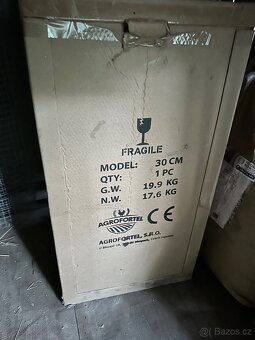 FRAGILE
MODEL: 30 CM
QTY: 1 PC
G.W. 19.9 KG
N.W. 17.6 KG
AGROFORTEL CE
AGROFORTEL, S.R.O.
Bazos.cz